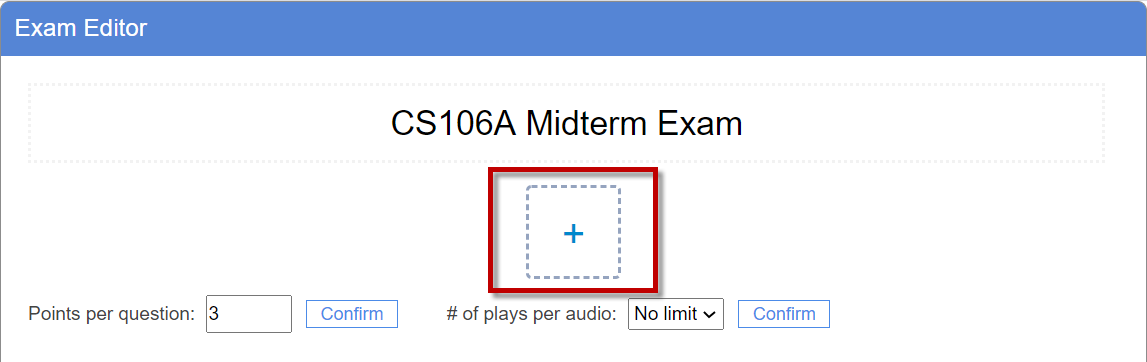 Exam Editor
CS106A Midterm Exam
+
Points per question: 3 Confirm # of plays per audio: No limit Confirm